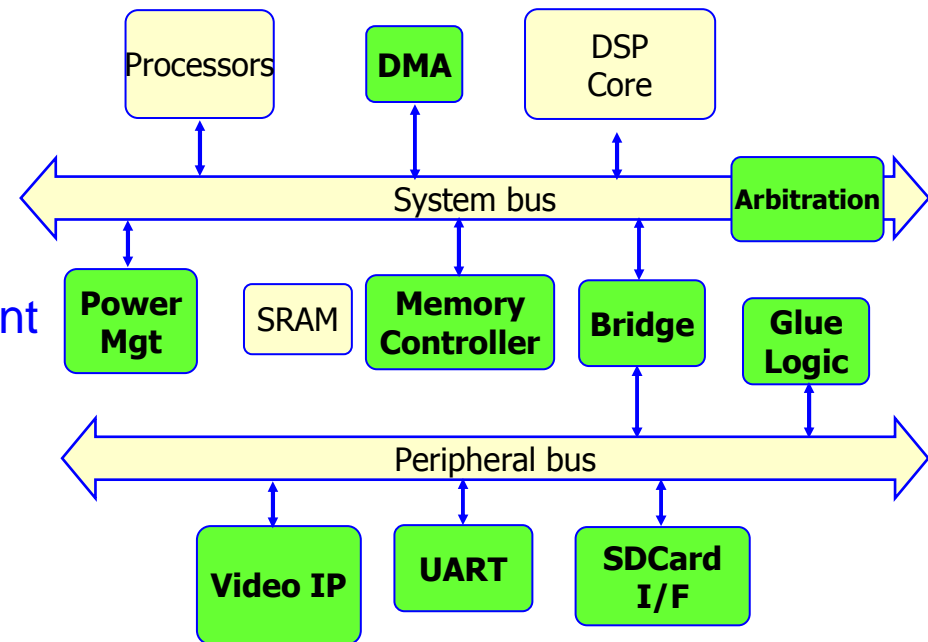 Processors
DMA
DSP
Core
System bus
Arbitration
nt
Power
Mgt
SRAM
Memory
Controller
Bridge
Glue
Logic
Peripheral bus
Video IP
UART
SDCard
I/F